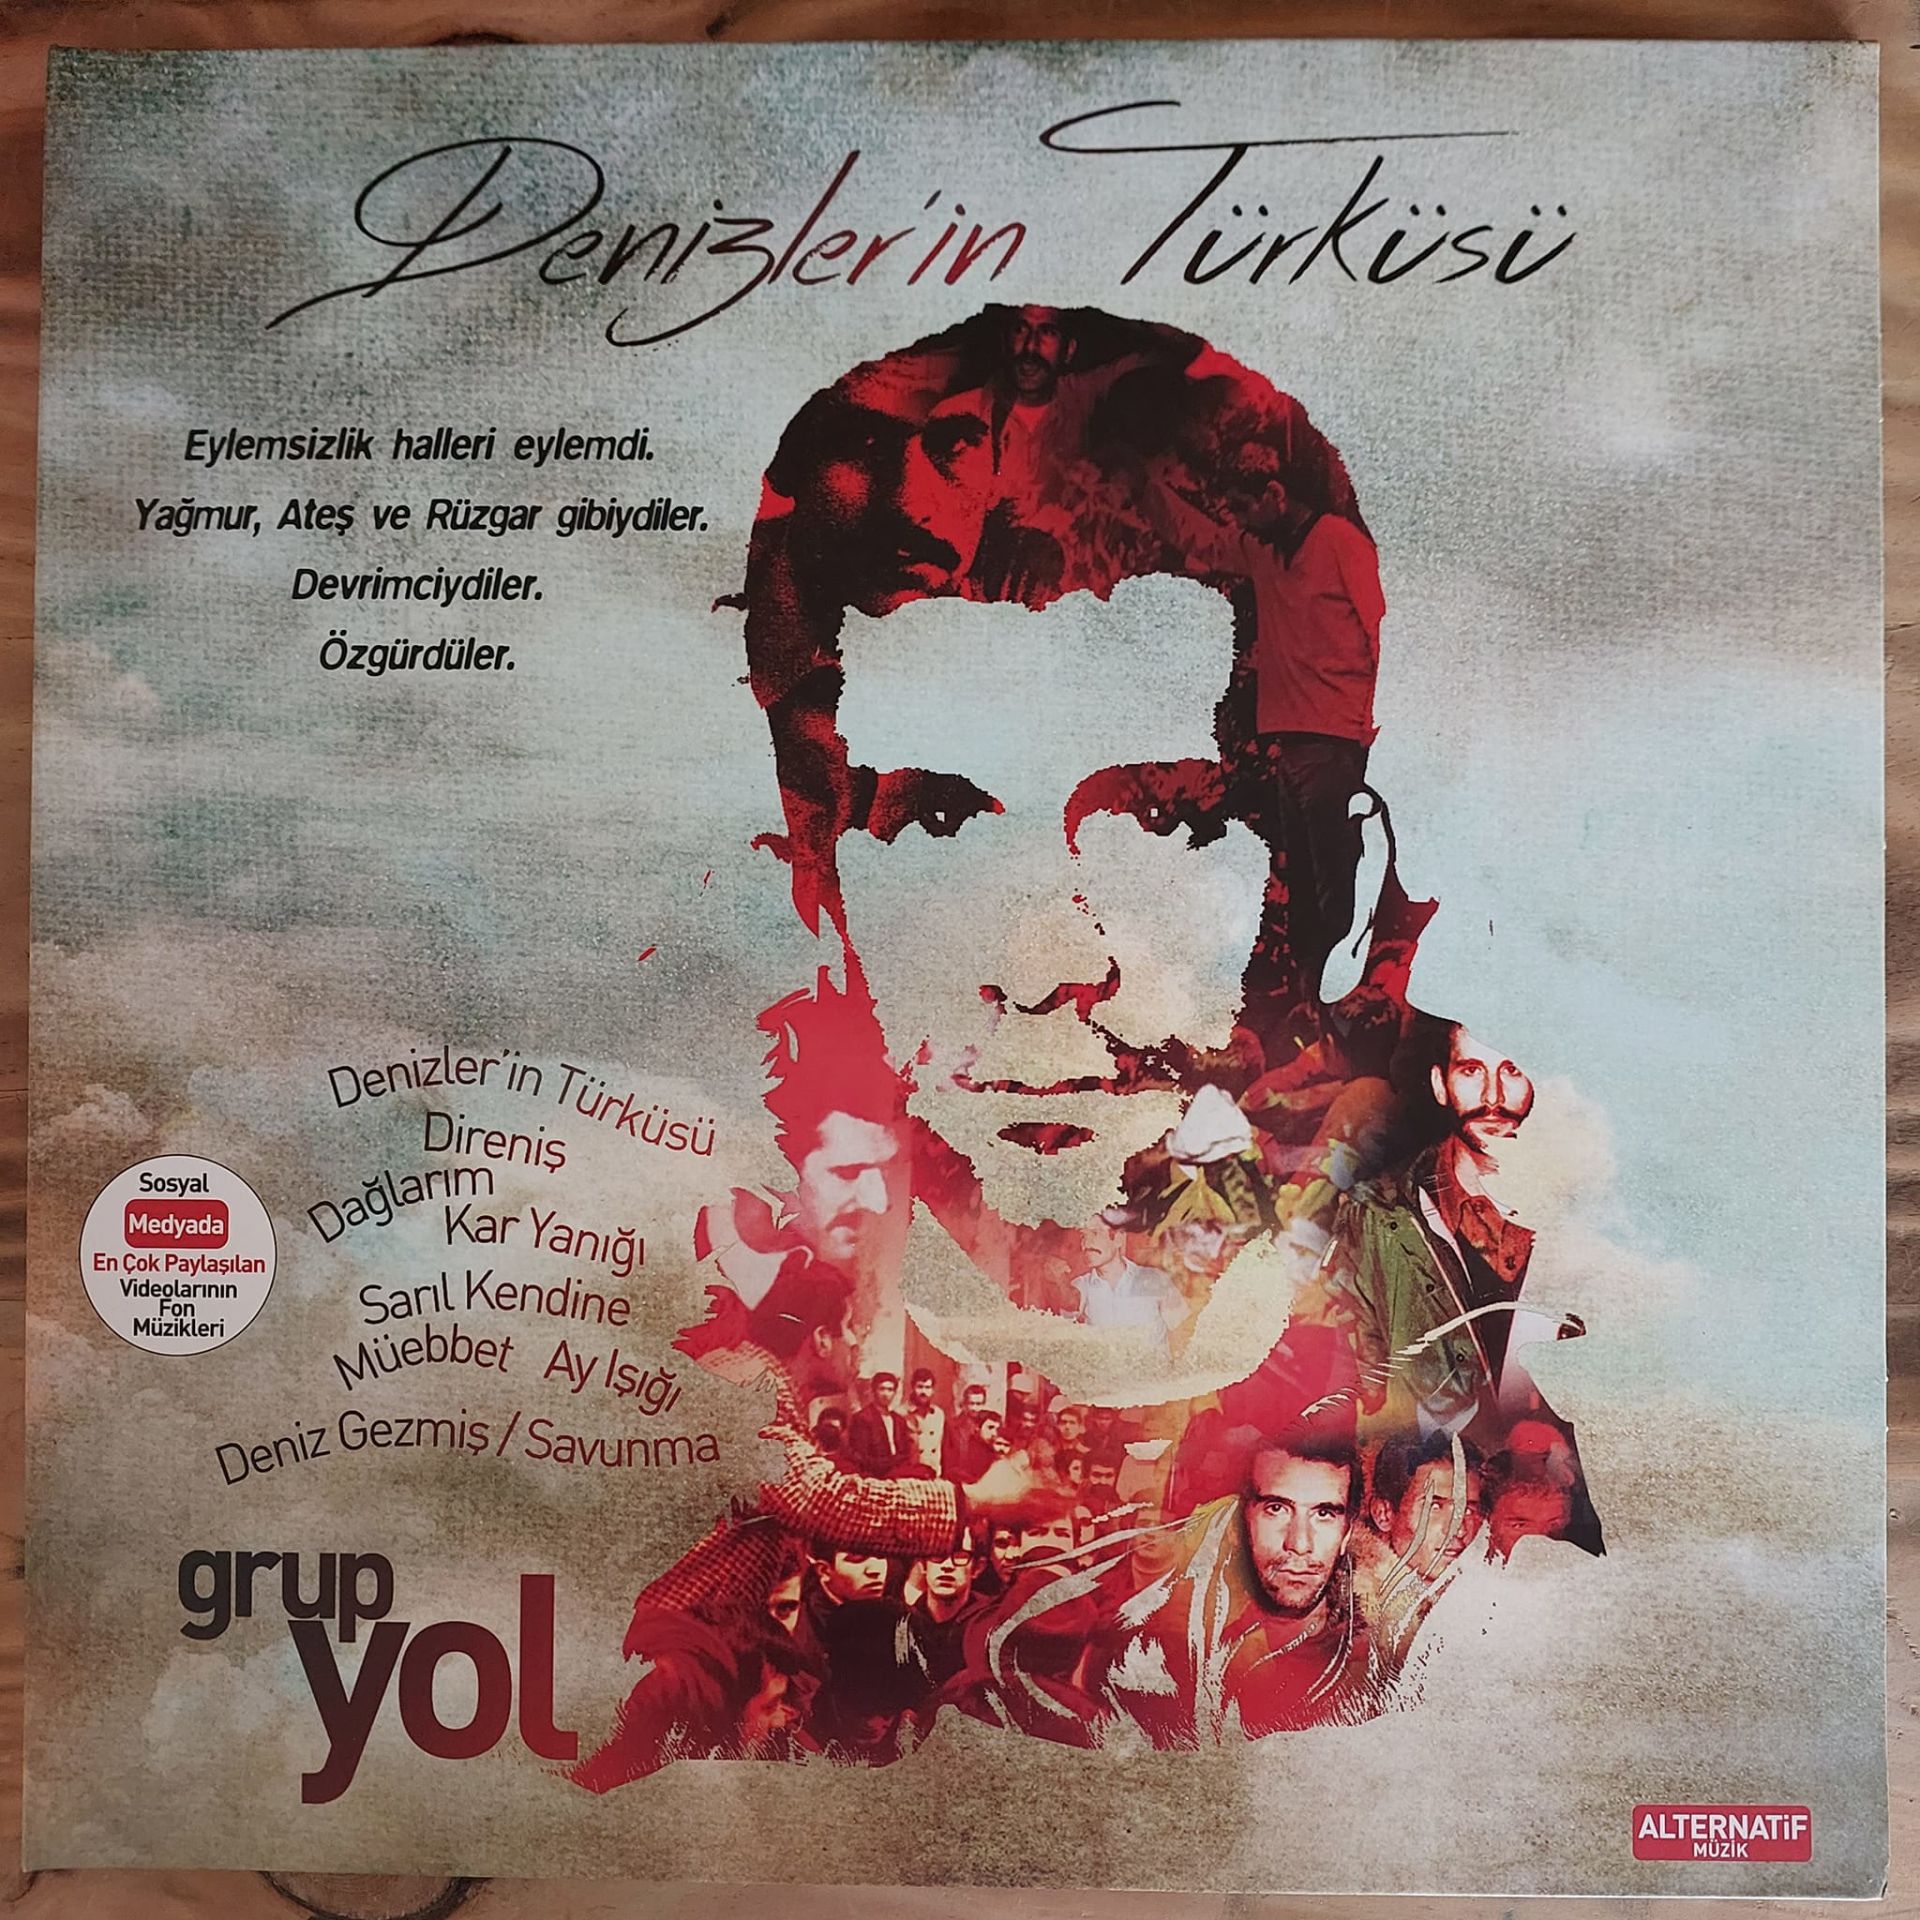 Denizler'in Türküsü
Eylemsizlik halleri eylemdi.
Yağmur, Ateş ve Rüzgar gibiydiler.
Devrimciydiler.
Özgürdüler.
Denizler'in Türküsü
Direniş
Dağlarım
Kar Yanığı
Sarıl Kendine
Müebbet Ay Işığı
Deniz Gezmiş / Savunma
Sosyal
Medyada
En Çok Paylaşılan
Videolarının
Fon
Müzikleri
grup
yol
ALTERNATİF
MÜZİK